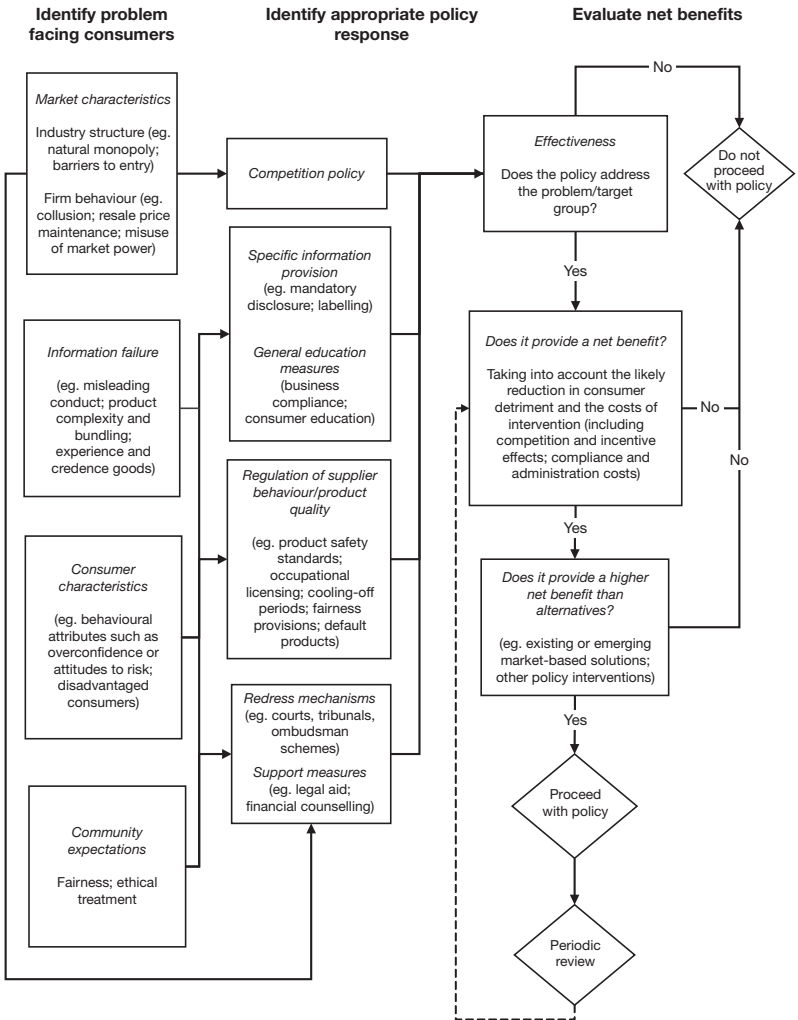 Identify problem
facing consumers
Identify appropriate policy
response
Evaluate net benefits
Market characteristics
Industry structure (eg.
natural monopoly;
barriers to entry)
Firm behaviour (eg.
collusion; resale price
maintenance; misuse
of market power)
Information failure
(eg. misleading
conduct; product
complexity and
bundling;
experience and
credence goods)
Consumer
characteristics
(eg. behavioural
attributes such as
overconfidence or
attitudes to risk;
disadvantaged
consumers)
Community
expectations
Fairness; ethical
treatment
Competition policy
Specific information
provision
(eg. mandatory
disclosure; labelling)
General education
measures
(business
compliance;
consumer education)
Regulation of supplier
behaviour/product
quality
(eg. product safety
standards;
occupational
licensing; cooling-off
periods; fairness
provisions; default
products)
Redress mechanisms
(eg. courts, tribunals,
ombudsman
schemes)
Support measures
(eg. legal aid;
financial counselling)
No
Effectiveness
Does the policy address
the problem/target
group?
Do not
proceed
with policy
Yes
Does it provide a net benefit?
Taking into account the likely
reduction in consumer
detriment and the costs of
intervention (including
competition and incentive
effects; compliance and
administration costs)
No
No
Yes
Does it provide a higher
net benefit than
alternatives?
(eg. existing or emerging
market-based solutions;
other policy interventions)
Yes
Proceed
with policy
Periodic
review